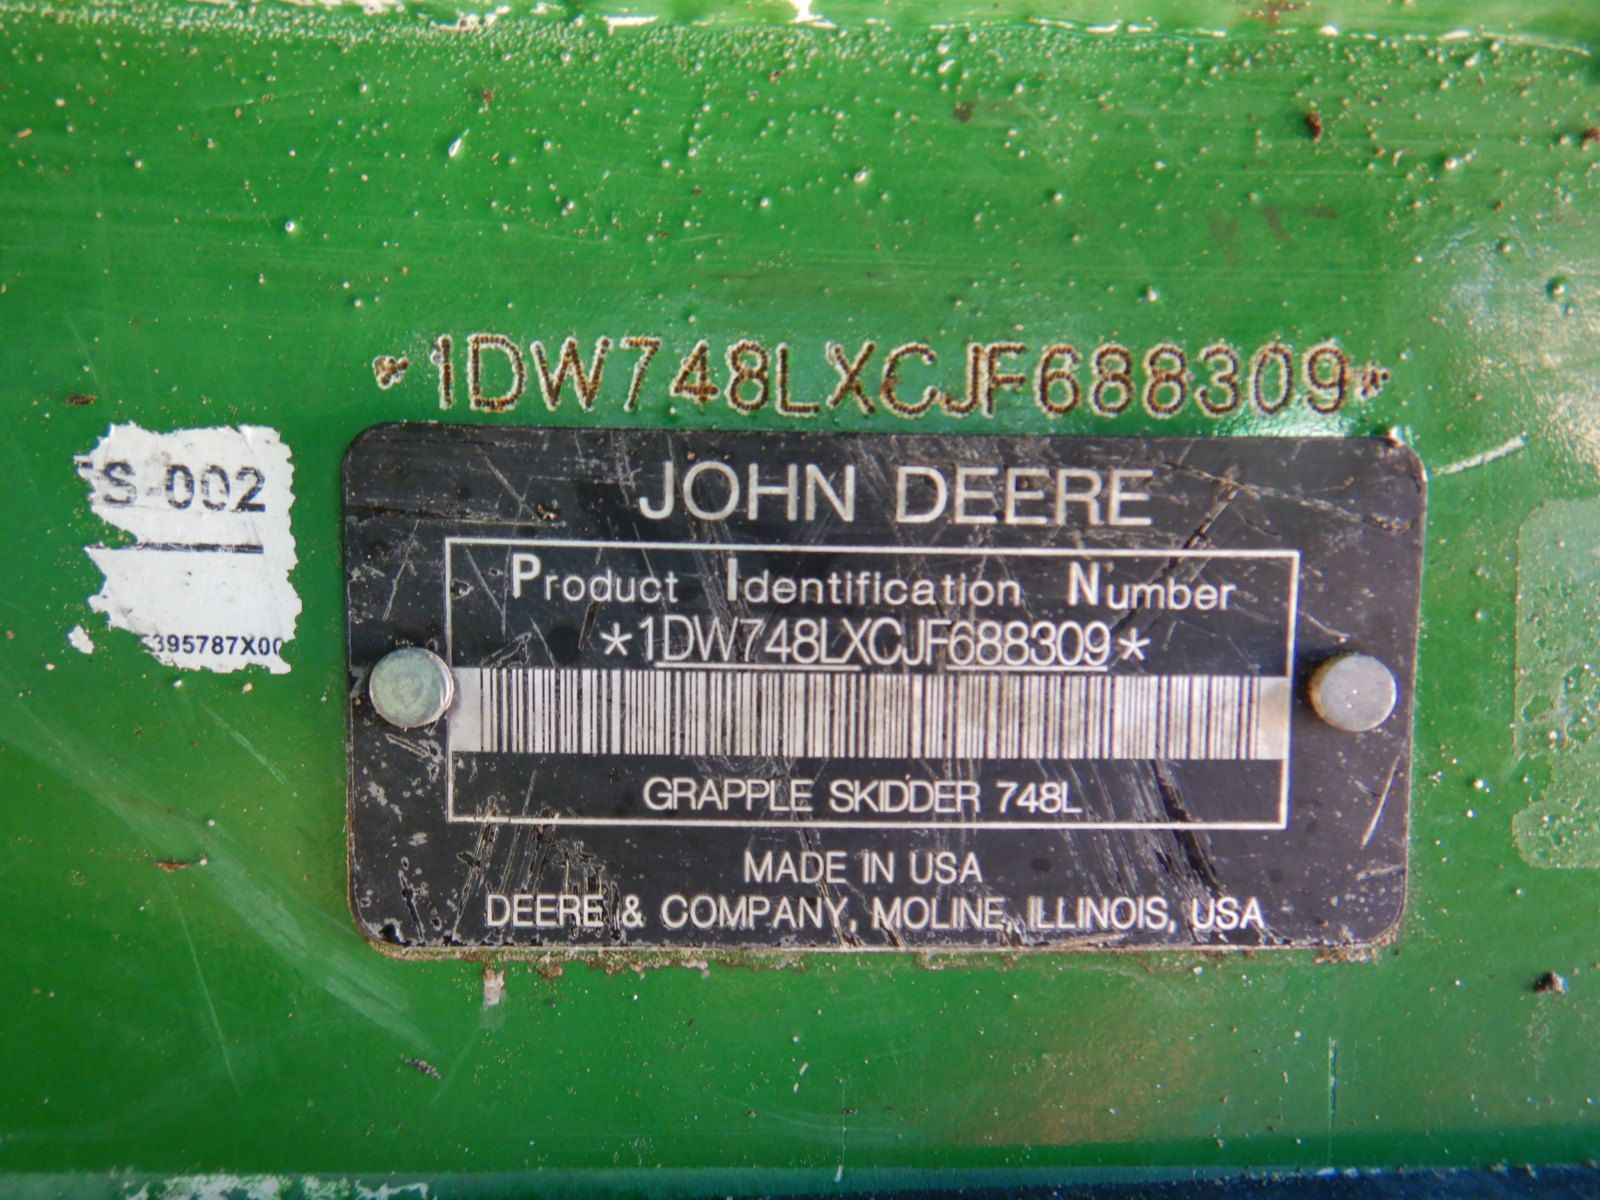 *1DW748LXCJF688309*
JOHN DEERE
Product Identification Number
*1DW748LXCJF688309*
GRAPPLE SKIDDER 748L
MADE IN USA
DEERE & COMPANY, MOLINE, ILLINOIS, USA
S-002
395787X00